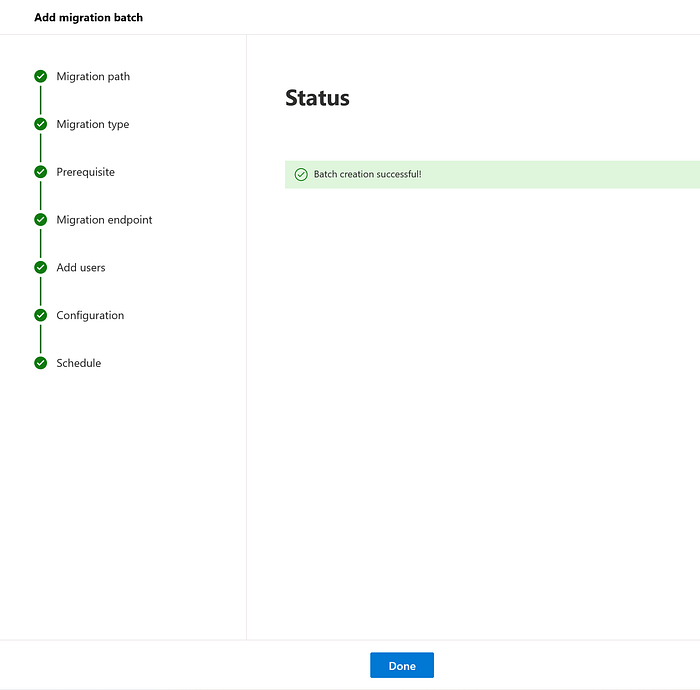 Add migration batch
Migration path
Migration type
Prerequisite
Migration endpoint
Add users
Configuration
Schedule
Status
Batch creation successful!
Done